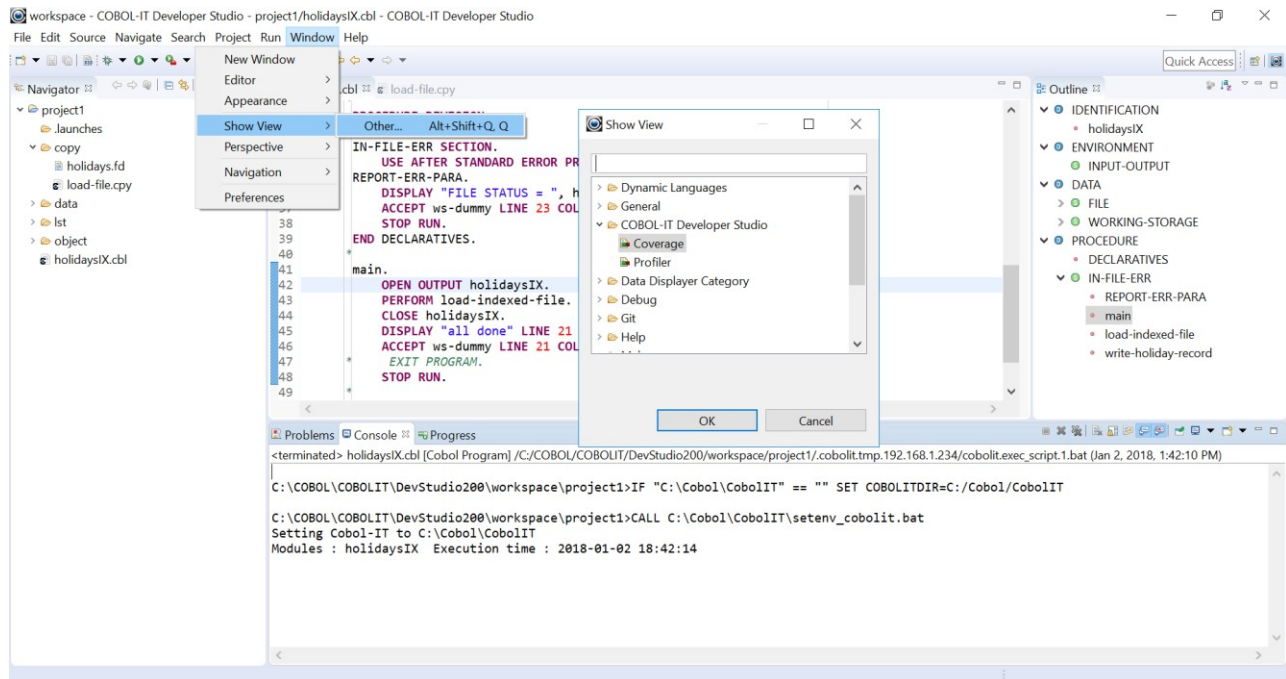 workspace - COBOL-IT Developer Studio - project1/holidaysIX.cbl - COBOL-IT Developer Studio
File Edit Source Navigate Search Project Run Window Help
Quick Access
New Window
Editor
Appearance
Show View
Perspective
Navigation
Preferences
Other... Alt+Shift+Q, Q
Navigator
project1
.launches
copy
holidays.fd
load-file.cpy
data
lst
object
holidaysIX.cbl
.cbl load-file.cpy
IN-FILE-ERR SECTION.
USE AFTER STANDARD ERROR PR
REPORT-ERR-PARA.
DISPLAY "FILE STATUS = ", h
ACCEPT ws-dummy LINE 23 COL
38 STOP RUN.
39 END DECLARATIVES.
40 *
41 main.
42 OPEN OUTPUT holidaysIX.
43 PERFORM load-indexed-file.
44 CLOSE holidaysIX.
45 DISPLAY "all done" LINE 21
46 ACCEPT ws-dummy LINE 21 COL
47 * EXIT PROGRAM.
48 STOP RUN.
49 *
Show View
Dynamic Languages
General
COBOL-IT Developer Studio
Coverage
Profiler
Data Displayer Category
Debug
Git
Help
OK Cancel
Outline
IDENTIFICATION
holidaysIX
ENVIRONMENT
INPUT-OUTPUT
DATA
FILE
WORKING-STORAGE
PROCEDURE
DECLARATIVES
IN-FILE-ERR
REPORT-ERR-PARA
main
load-indexed-file
write-holiday-record
Problems Console Progress
<terminated> holidaysIX.cbl [Cobol Program] /C:/COBOL/COBOLIT/DevStudio200/workspace/project1/.cobolit.tmp.192.168.1.234/cobolit.exec_script.1.bat (Jan 2, 2018, 1:42:10 PM)
C:\COBOL\COBOLIT\DevStudio200\workspace\project1>IF "C:\Cobol\CobolIT" == "" SET COBOLITDIR=C:/Cobol/CobolIT
C:\COBOL\COBOLIT\DevStudio200\workspace\project1>CALL C:\Cobol\CobolIT\setenv_cobolit.bat
Setting Cobol-IT to C:\Cobol\CobolIT
Modules : holidaysIX Execution time : 2018-01-02 18:42:14